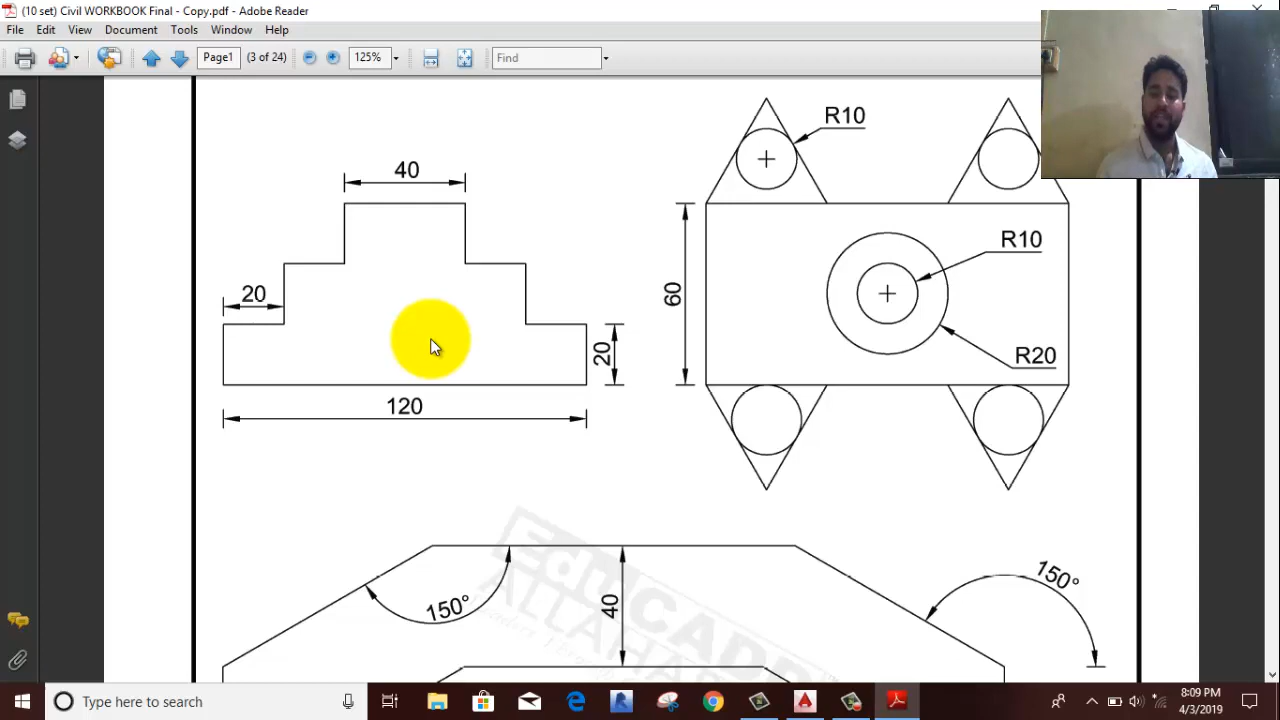 (10 set) Civil WORKBOOK Final - Copy.pdf - Adobe Reader
File Edit View Document Tools Window Help
Page1 (3 of 24) 125% Find
R10
40
R10
20
60
20
R20
120
EduCADD
150°
150°
40
Type here to search
8:09 PM
4/3/2019